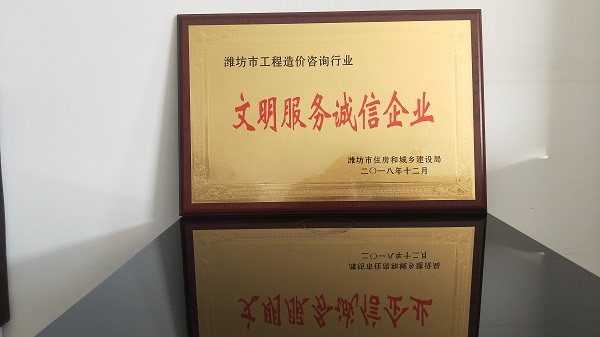 潍坊市工程造价咨询行业
文明服务诚信企业
潍坊市住房和城乡建设局
二〇一八年十二月